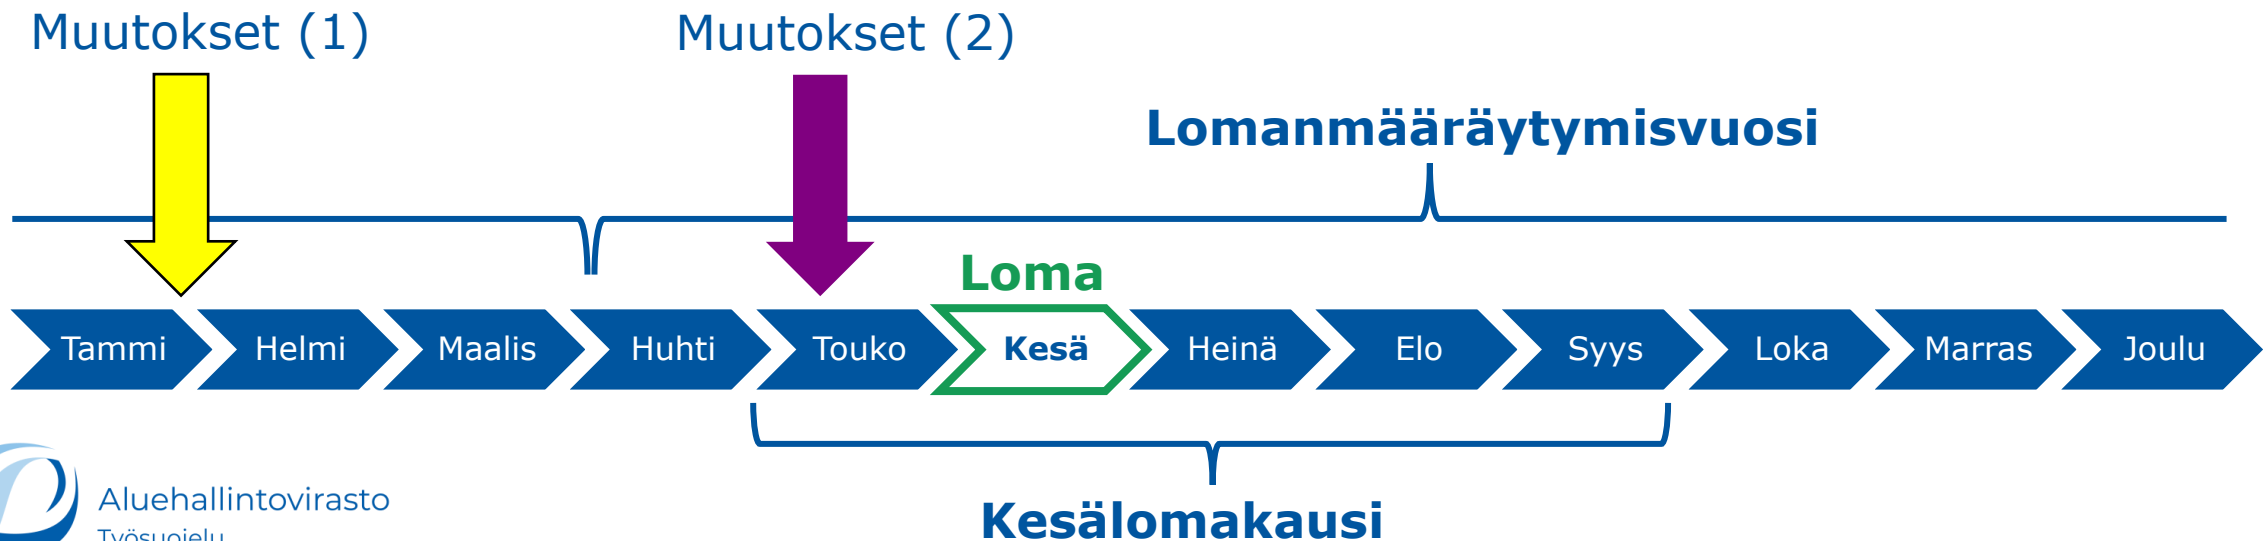 Muutokset (1)
Muutokset (2)
Lomanmääräytymisvuosi
Loma
Tammi Helmi Maalis Huhti Touko Kesä Heinä Elo Syys Loka Marras Joulu
Kesälomakausi
Aluehallintovirasto
Työsuojelu